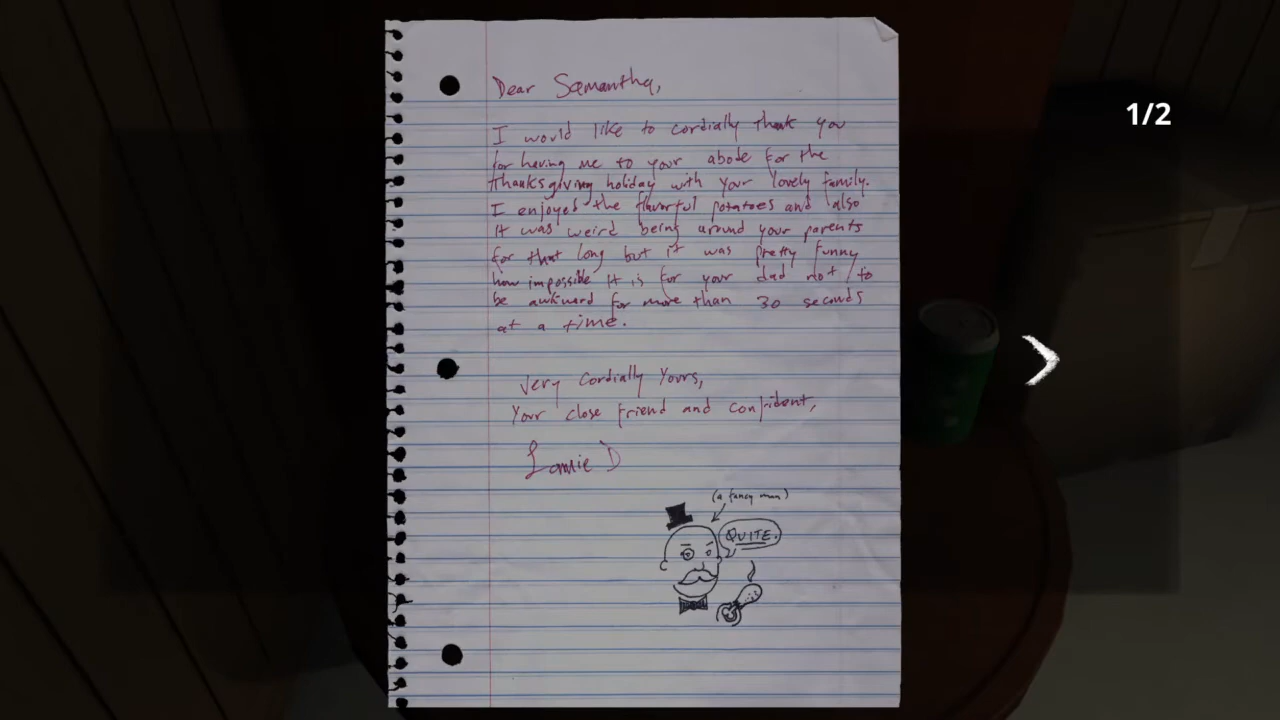 1/2
Dear Samantha,
I would like to cordially thank you
for having me to your abode for the
thanksgiving holiday with your lovely family.
I enjoyed the flavorful potatoes and also
it was weird being around your parents
for that long but it was pretty funny
how impossible it is for your dad not to
be awkward for more than 30 seconds
at a time.
Very Cordially Yours,
Your close friend and confident,
Lonnie D
(a fancy man)
QUITE.